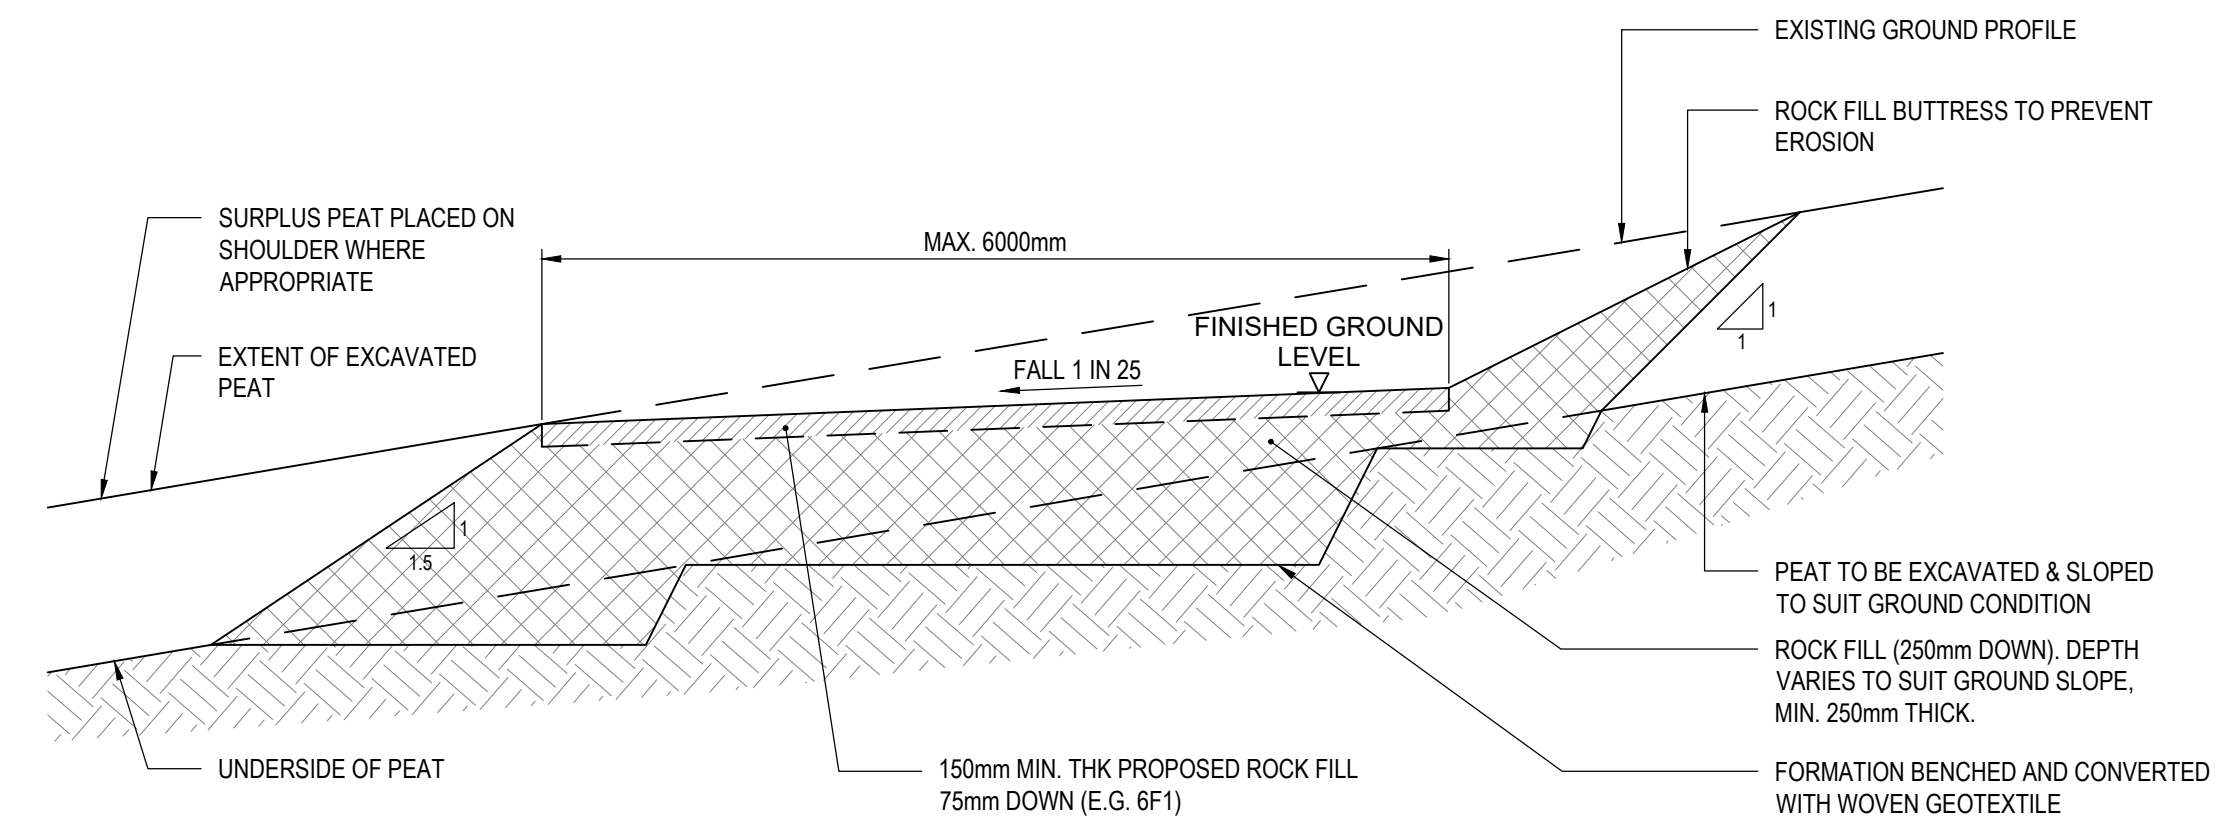 EXISTING GROUND PROFILE
ROCK FILL BUTTRESS TO PREVENT
EROSION
SURPLUS PEAT PLACED ON
SHOULDER WHERE
APPROPRIATE
MAX. 6000mm
EXTENT OF EXCAVATED
PEAT
FINISHED GROUND
LEVEL
FALL 1 IN 25
1
1
1
1.5
PEAT TO BE EXCAVATED & SLOPED
TO SUIT GROUND CONDITION
ROCK FILL (250mm DOWN). DEPTH
VARIES TO SUIT GROUND SLOPE,
MIN. 250mm THICK.
UNDERSIDE OF PEAT
150mm MIN. THK PROPOSED ROCK FILL
75mm DOWN (E.G. 6F1)
FORMATION BENCHED AND CONVERTED
WITH WOVEN GEOTEXTILE